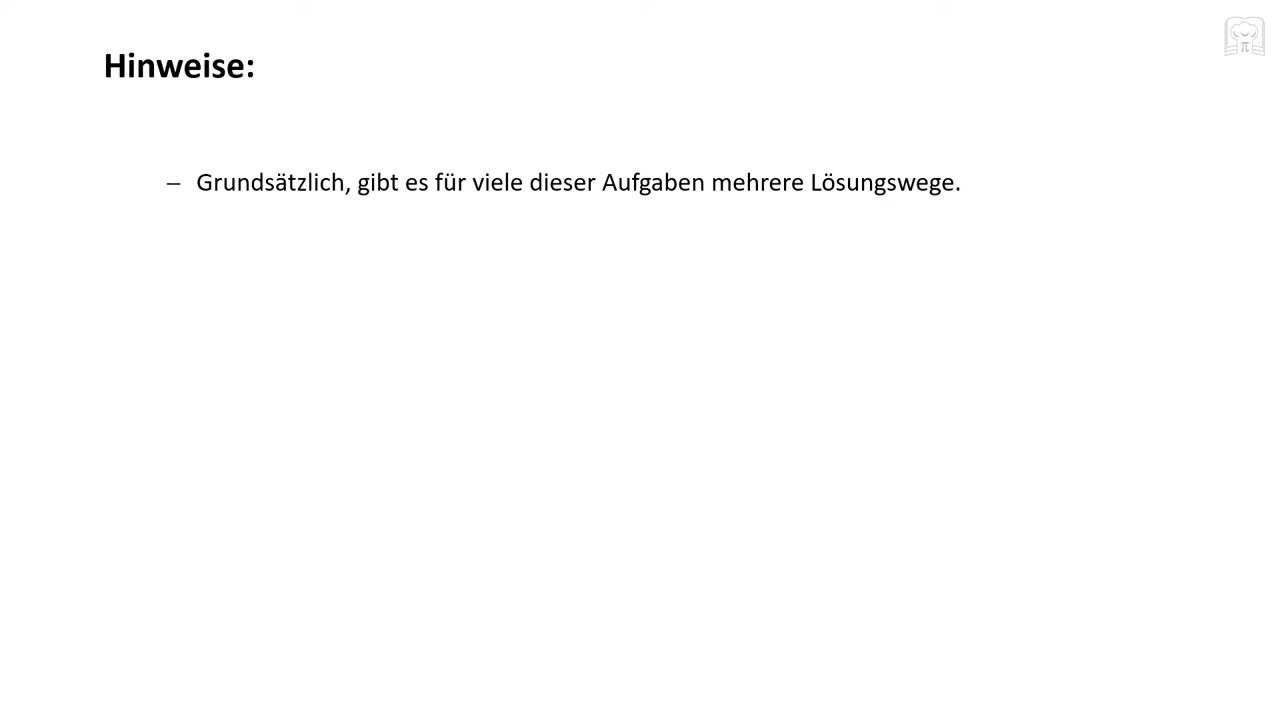 Hinweise:
– Grundsätzlich, gibt es für viele dieser Aufgaben mehrere Lösungswege.
π